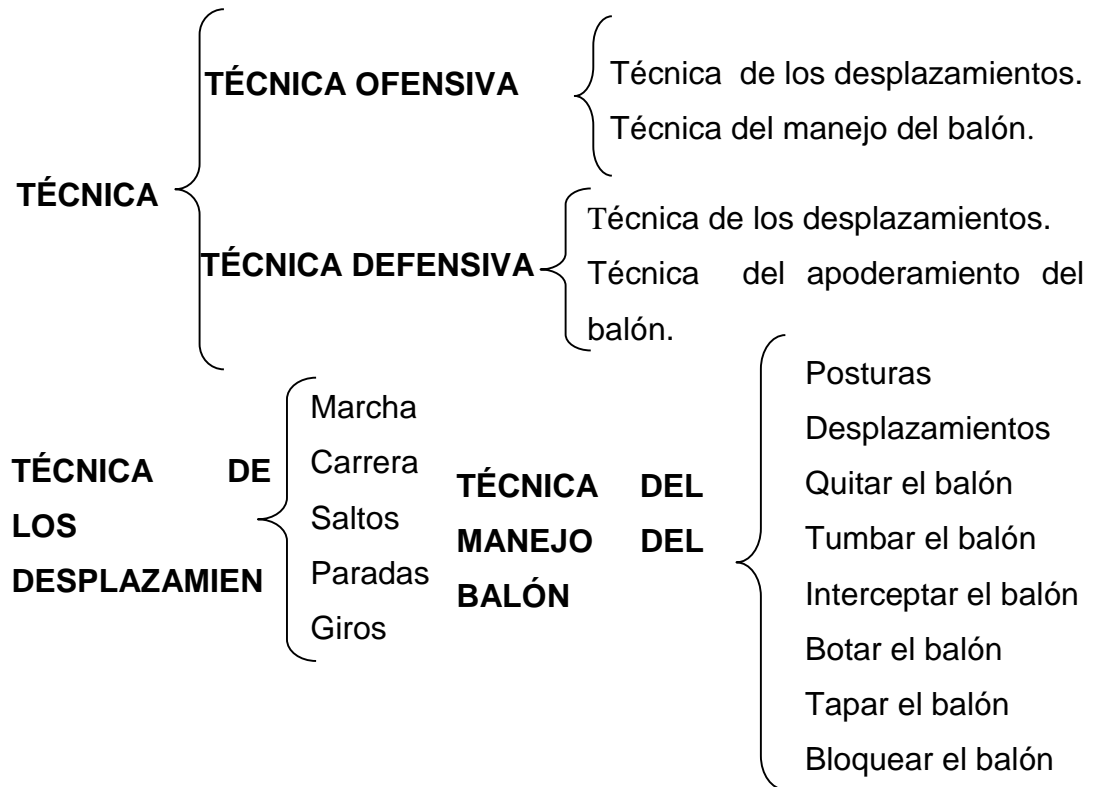 TÉCNICA
TÉCNICA OFENSIVA
Técnica de los desplazamientos.
Técnica del manejo del balón.
TÉCNICA DEFENSIVA
Técnica de los desplazamientos.
Técnica del apoderamiento del
balón.
TÉCNICA DE
LOS
DESPLAZAMIEN
Marcha
Carrera
Saltos
Paradas
Giros
TÉCNICA DEL
MANEJO DEL
BALÓN
Posturas
Desplazamientos
Quitar el balón
Tumbar el balón
Interceptar el balón
Botar el balón
Tapar el balón
Bloquear el balón